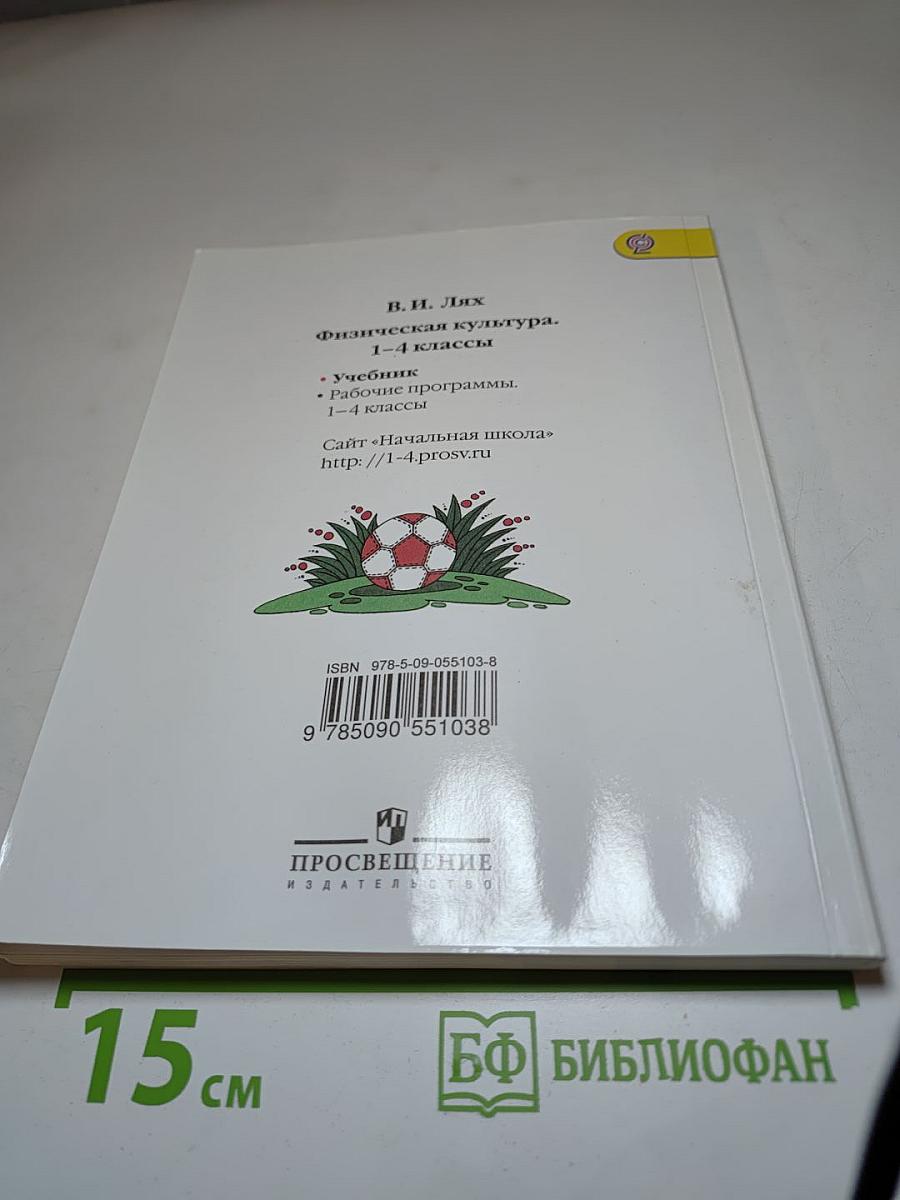 В. И. Лях
Физическая культура.
1–4 классы
• Учебник
• Рабочие программы.
1–4 классы
Сайт «Начальная школа»
http: //1-4.prosv.ru
ISBN 978-5-09-055103-8
9 785090 551038
ПРОСВЕЩЕНИЕ
ИЗДАТЕЛЬСТВО
15 см
БФ БИБЛИОФАН